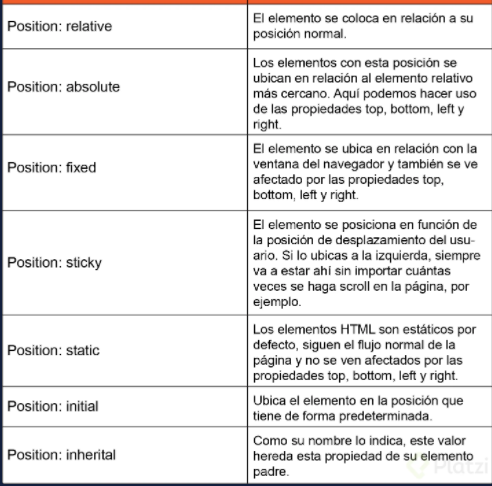 Position: relative
El elemento se coloca en relación a su
posición normal.
Position: absolute
Los elementos con esta posición se
ubican en relación al elemento relativo
más cercano. Aquí podemos hacer uso
de las propiedades top, bottom, left y
right.
Position: fixed
El elemento se ubica en relación con la
ventana del navegador y también se ve
afectado por las propiedades top,
bottom, left y right.
Position: sticky
El elemento se posiciona en función de
la posición de desplazamiento del usu-
ario. Si lo ubicas a la izquierda, siempre
va a estar ahí sin importar cuántas
veces se haga scroll en la página, por
ejemplo.
Position: static
Los elementos HTML son estáticos por
defecto, siguen el flujo normal de la
página y no se ven afectados por las
propiedades top, bottom, left y right.
Position: initial
Ubica el elemento en la posición que
tiene de forma predeterminada.
Position: inherital
Como su nombre lo indica, este valor
hereda esta propiedad de su elemento
padre.
Platzi